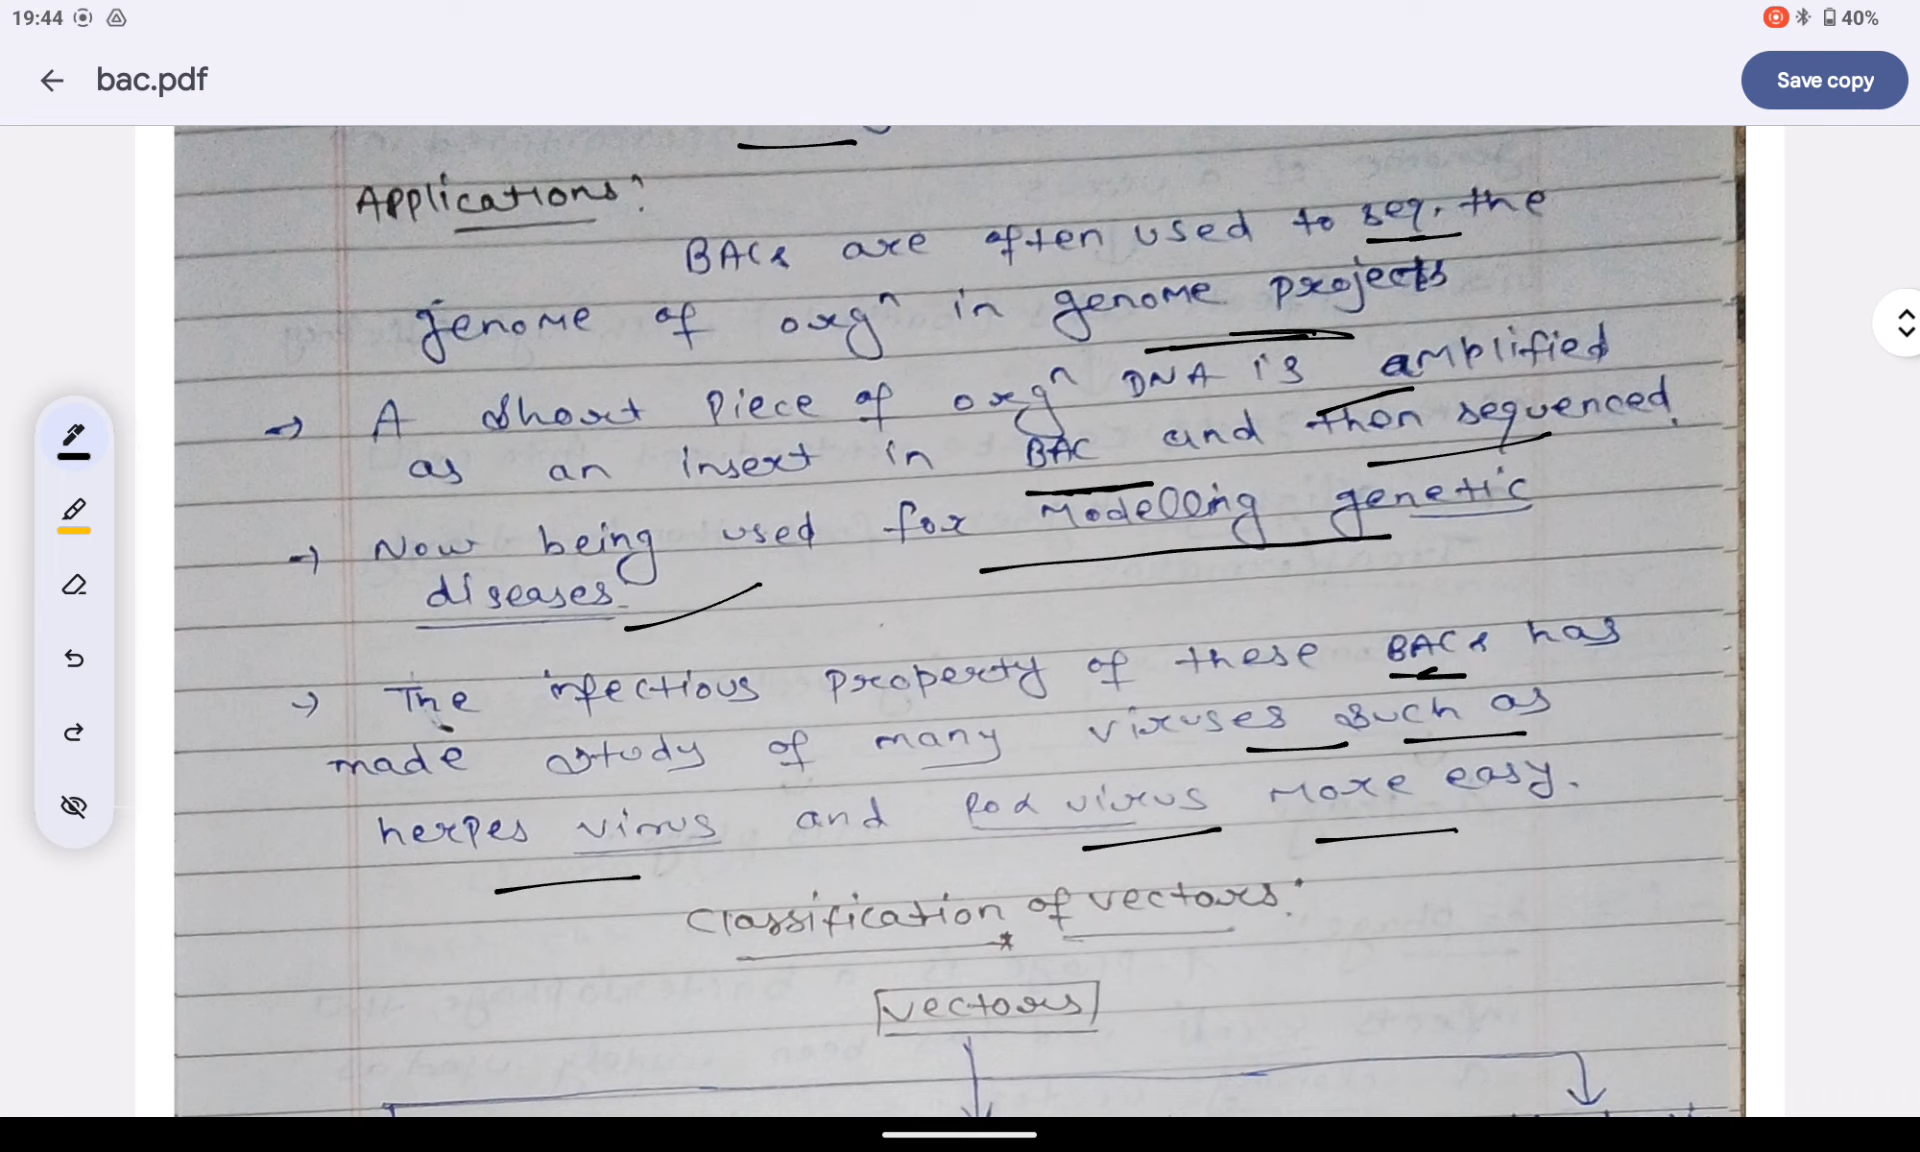 19:44
40%
bac.pdf
Save copy
Applications:
BACs are often used to seq. the
genome of orgⁿ in genome projects
→ A short piece of orgⁿ DNA is amplified
as an insert in BAC and then sequenced.
→ Now being used for modelling genetic
diseases
→ The infectious property of these BACs has
made study of many viruses such as
herpes virus and pox virus more easy.
Classification of vectors:
vectors